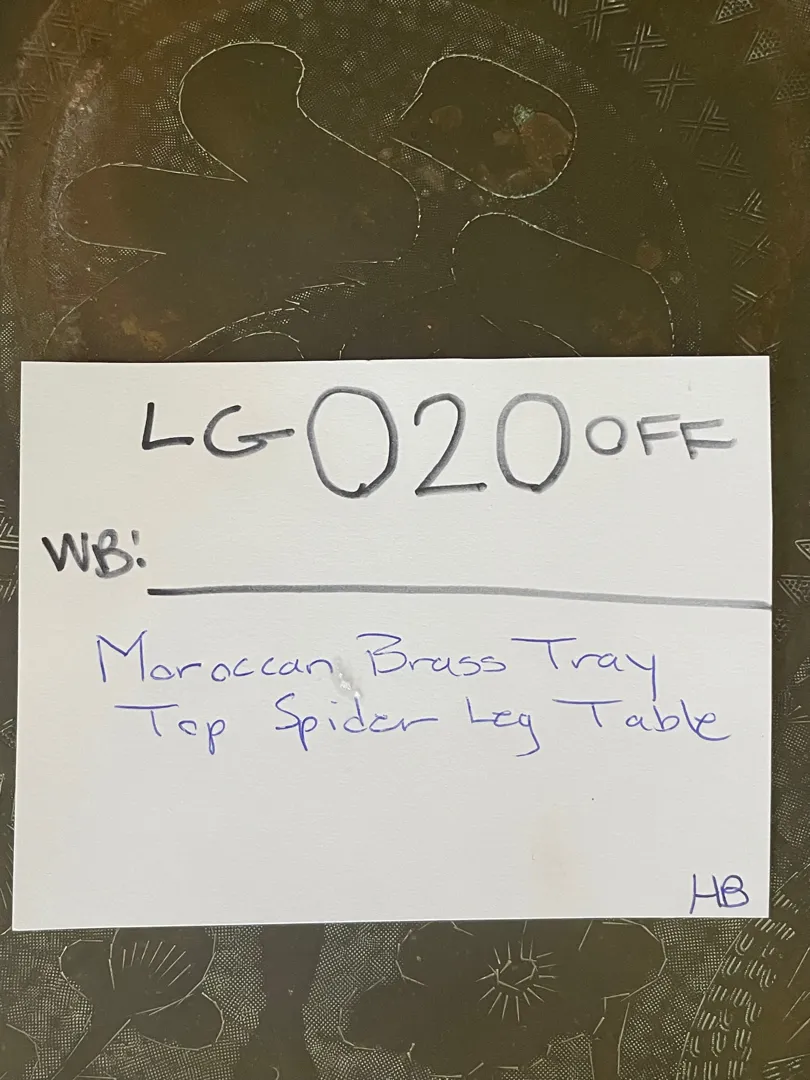 LG 020 OFF
WB:
Moroccan Brass Tray
Top Spider Leg Table
HB